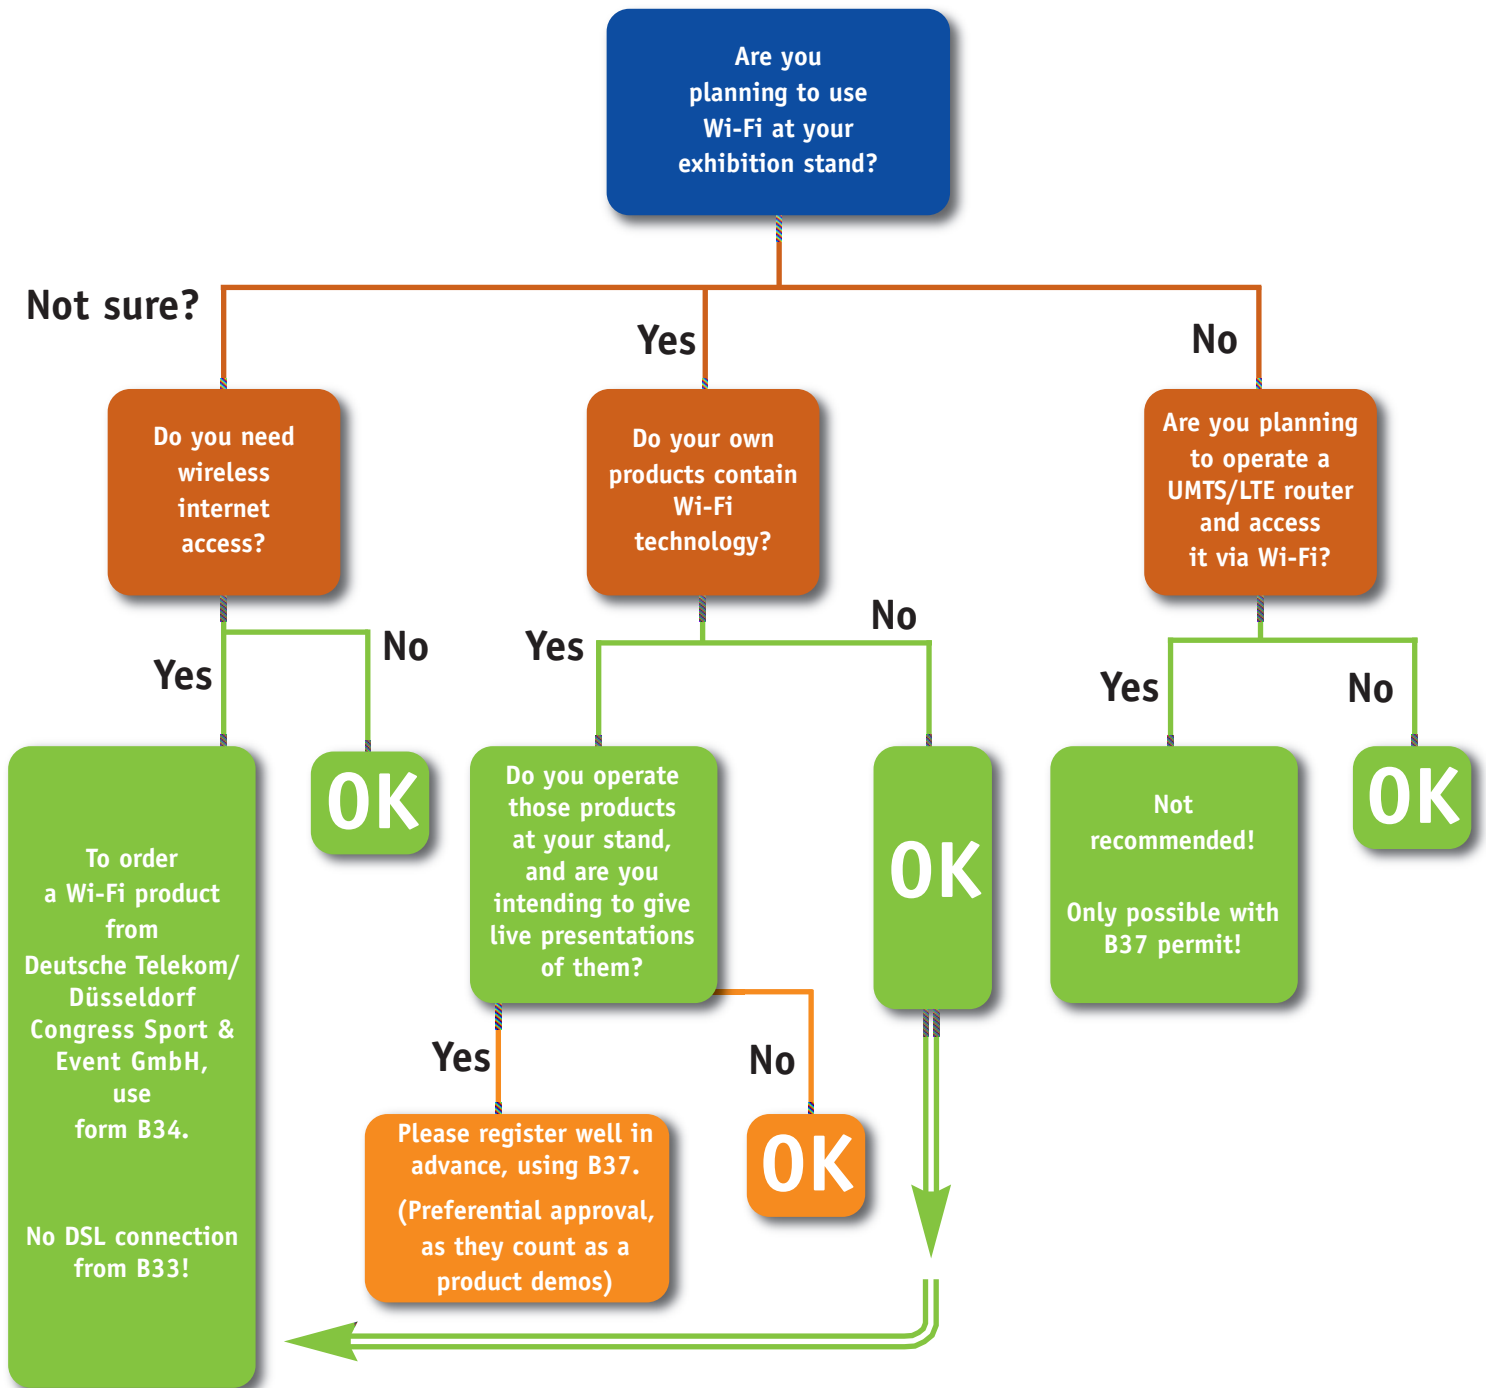 Are you
planning to use
Wi-Fi at your
exhibition stand?
Not sure?
Yes
No
Do you need
wireless
internet
access?
Do your own
products contain
Wi-Fi
technology?
Are you planning
to operate a
UMTS/LTE router
and access
it via Wi-Fi?
Yes
No
Yes
No
Yes
No
To order
a Wi-Fi product
from
Deutsche Telekom/
Düsseldorf
Congress Sport &
Event GmbH,
use
form B34.
No DSL connection
from B33!
OK
Do you operate
those products
at your stand,
and are you
intending to give
live presentations
of them?
OK
Not
recommended!
Only possible with
B37 permit!
OK
Yes
No
Please register well in
advance, using B37.
(Preferential approval,
as they count as a
product demos)
OK